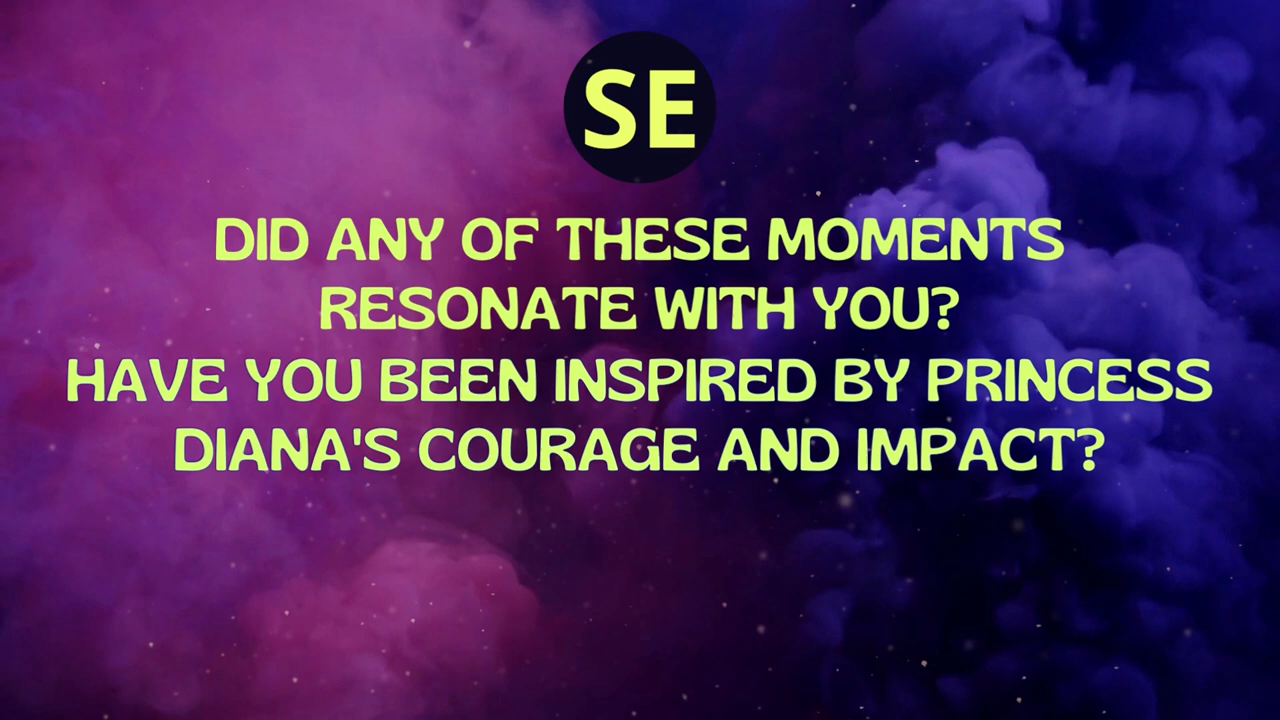 SE
DID ANY OF THESE MOMENTS
RESONATE WITH YOU?
HAVE YOU BEEN INSPIRED BY PRINCESS
DIANA'S COURAGE AND IMPACT?